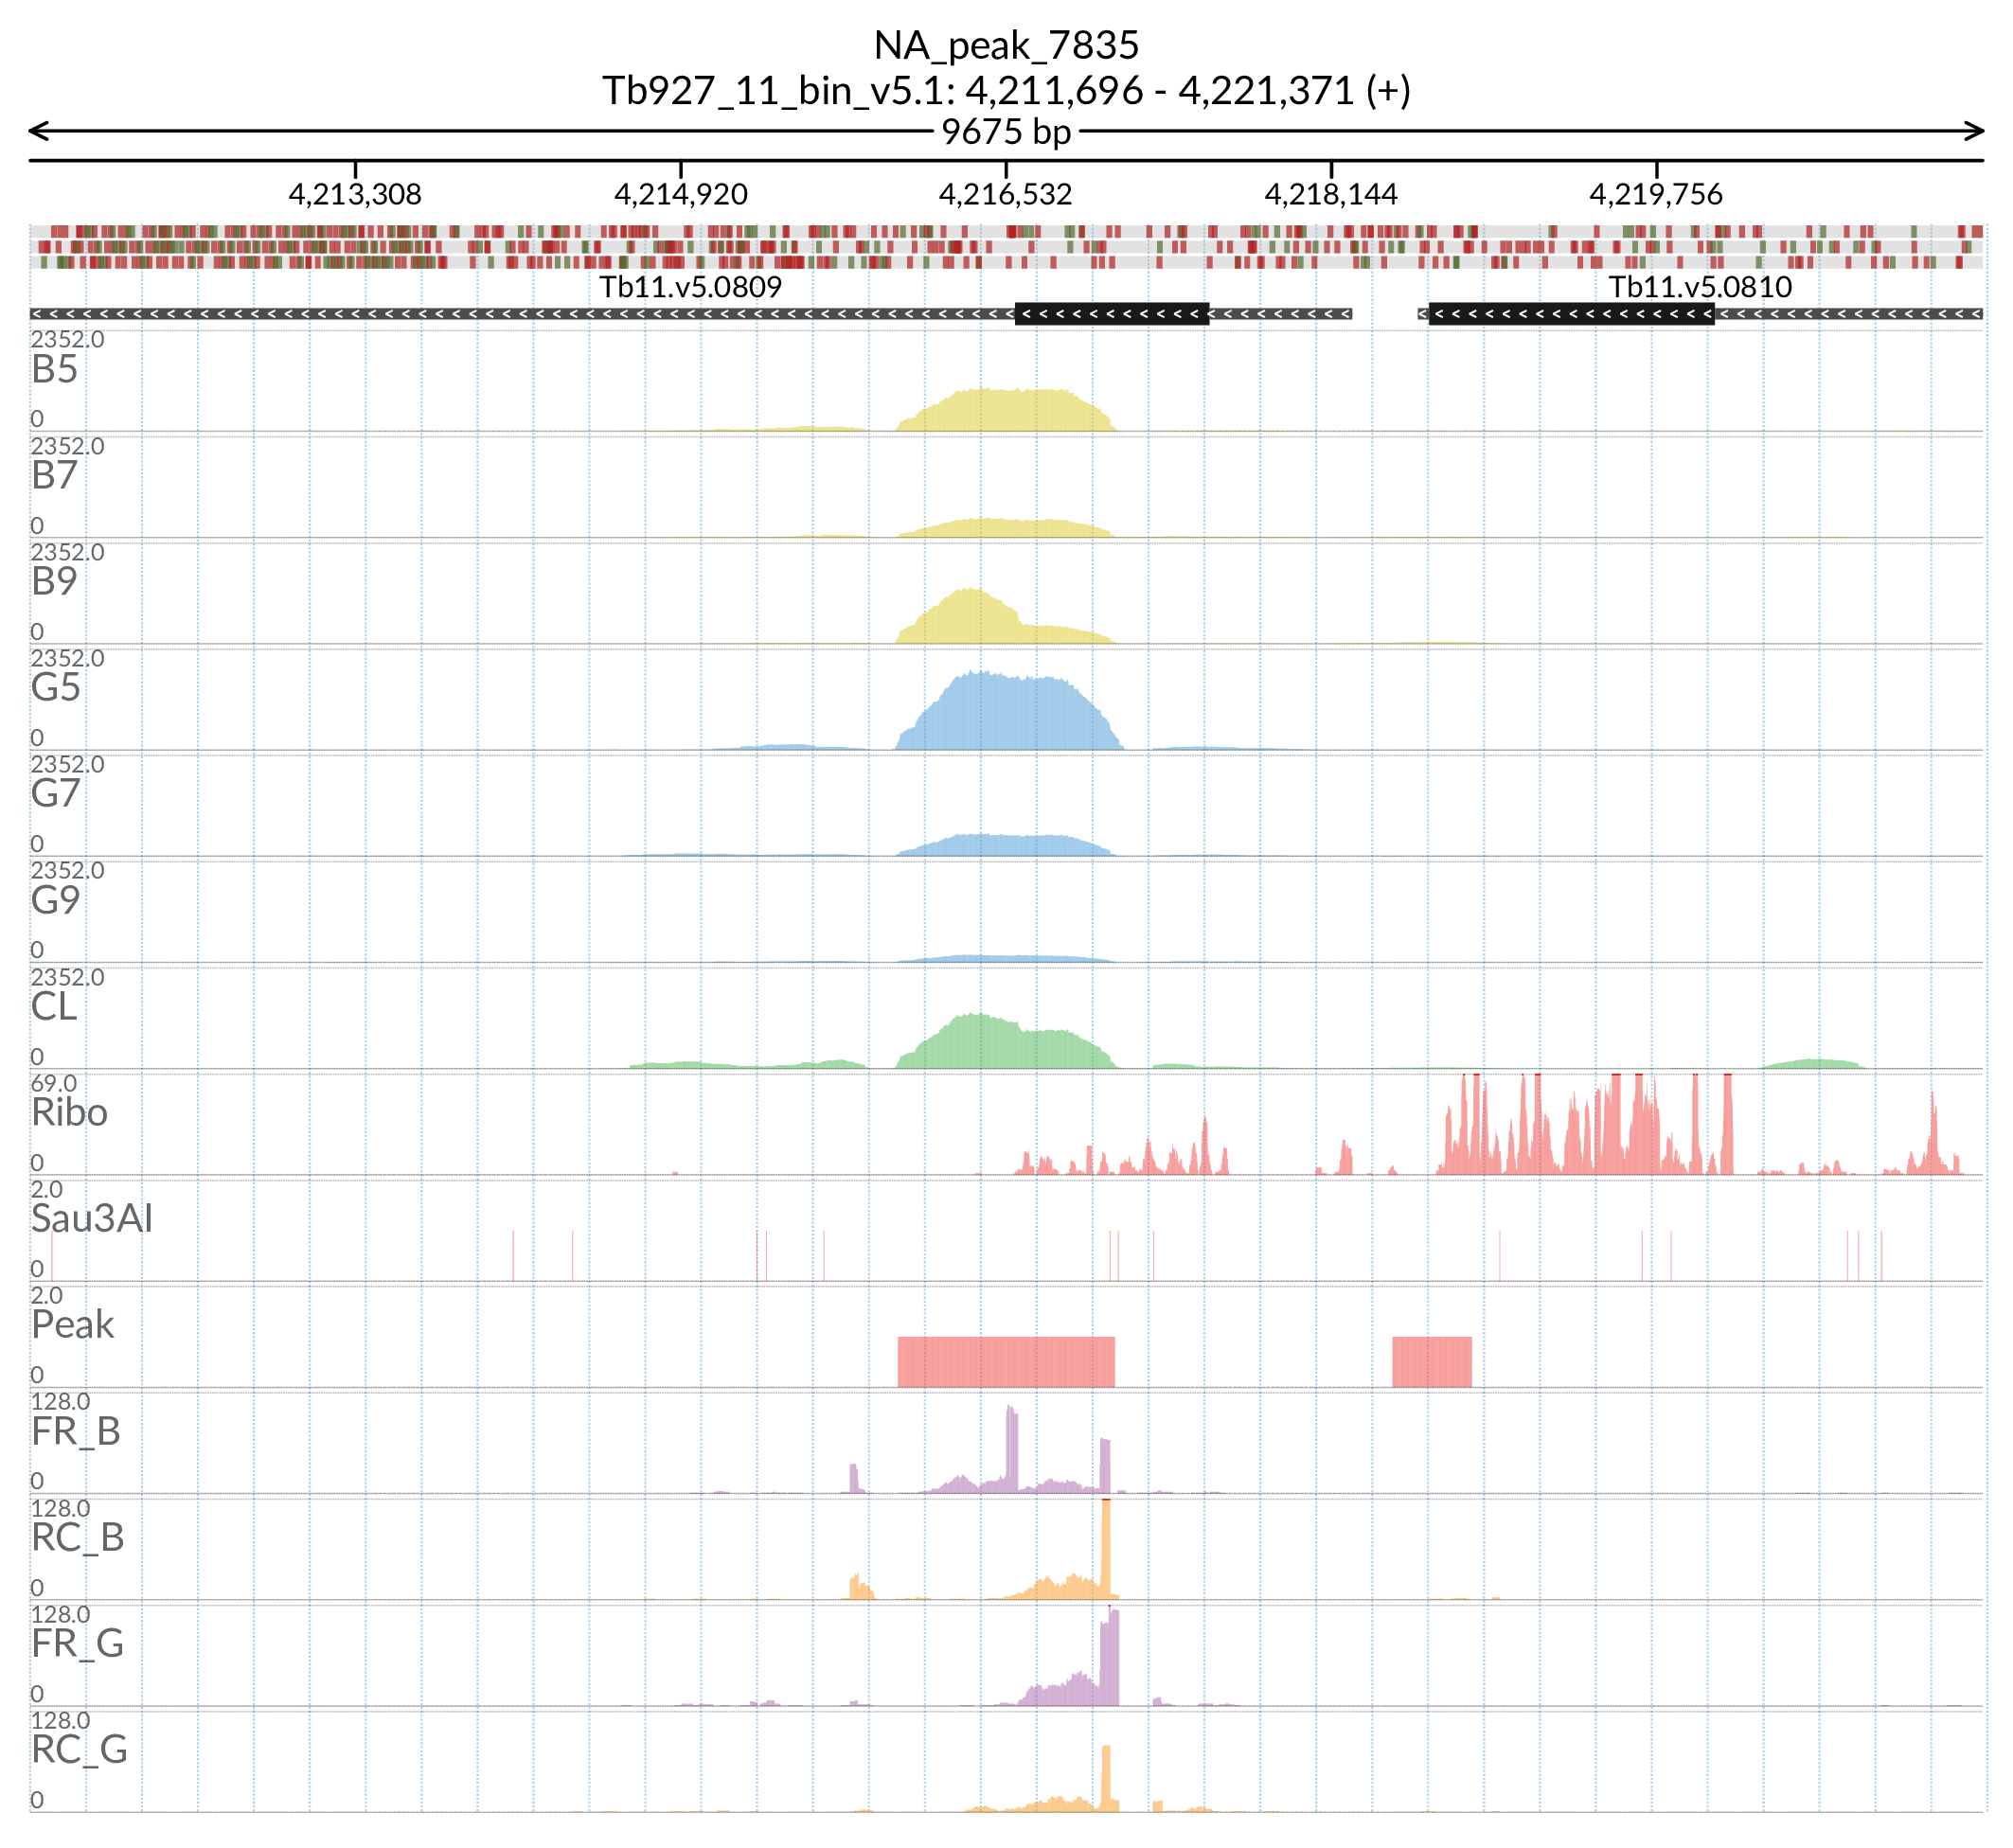 NA_peak_7835
Tb927_11_bin_v5.1: 4,211,696 - 4,221,371 (+)
9675 bp
4,213,308 4,214,920 4,216,532 4,218,144 4,219,756
Tb11.v5.0809 Tb11.v5.0810
2352.0
B5
0
2352.0
B7
0
2352.0
B9
0
2352.0
G5
0
2352.0
G7
0
2352.0
G9
0
2352.0
CL
0
69.0
Ribo
0
2.0
Sau3AI
0
2.0
Peak
0
128.0
FR_B
0
128.0
RC_B
0
128.0
FR_G
0
128.0
RC_G
0